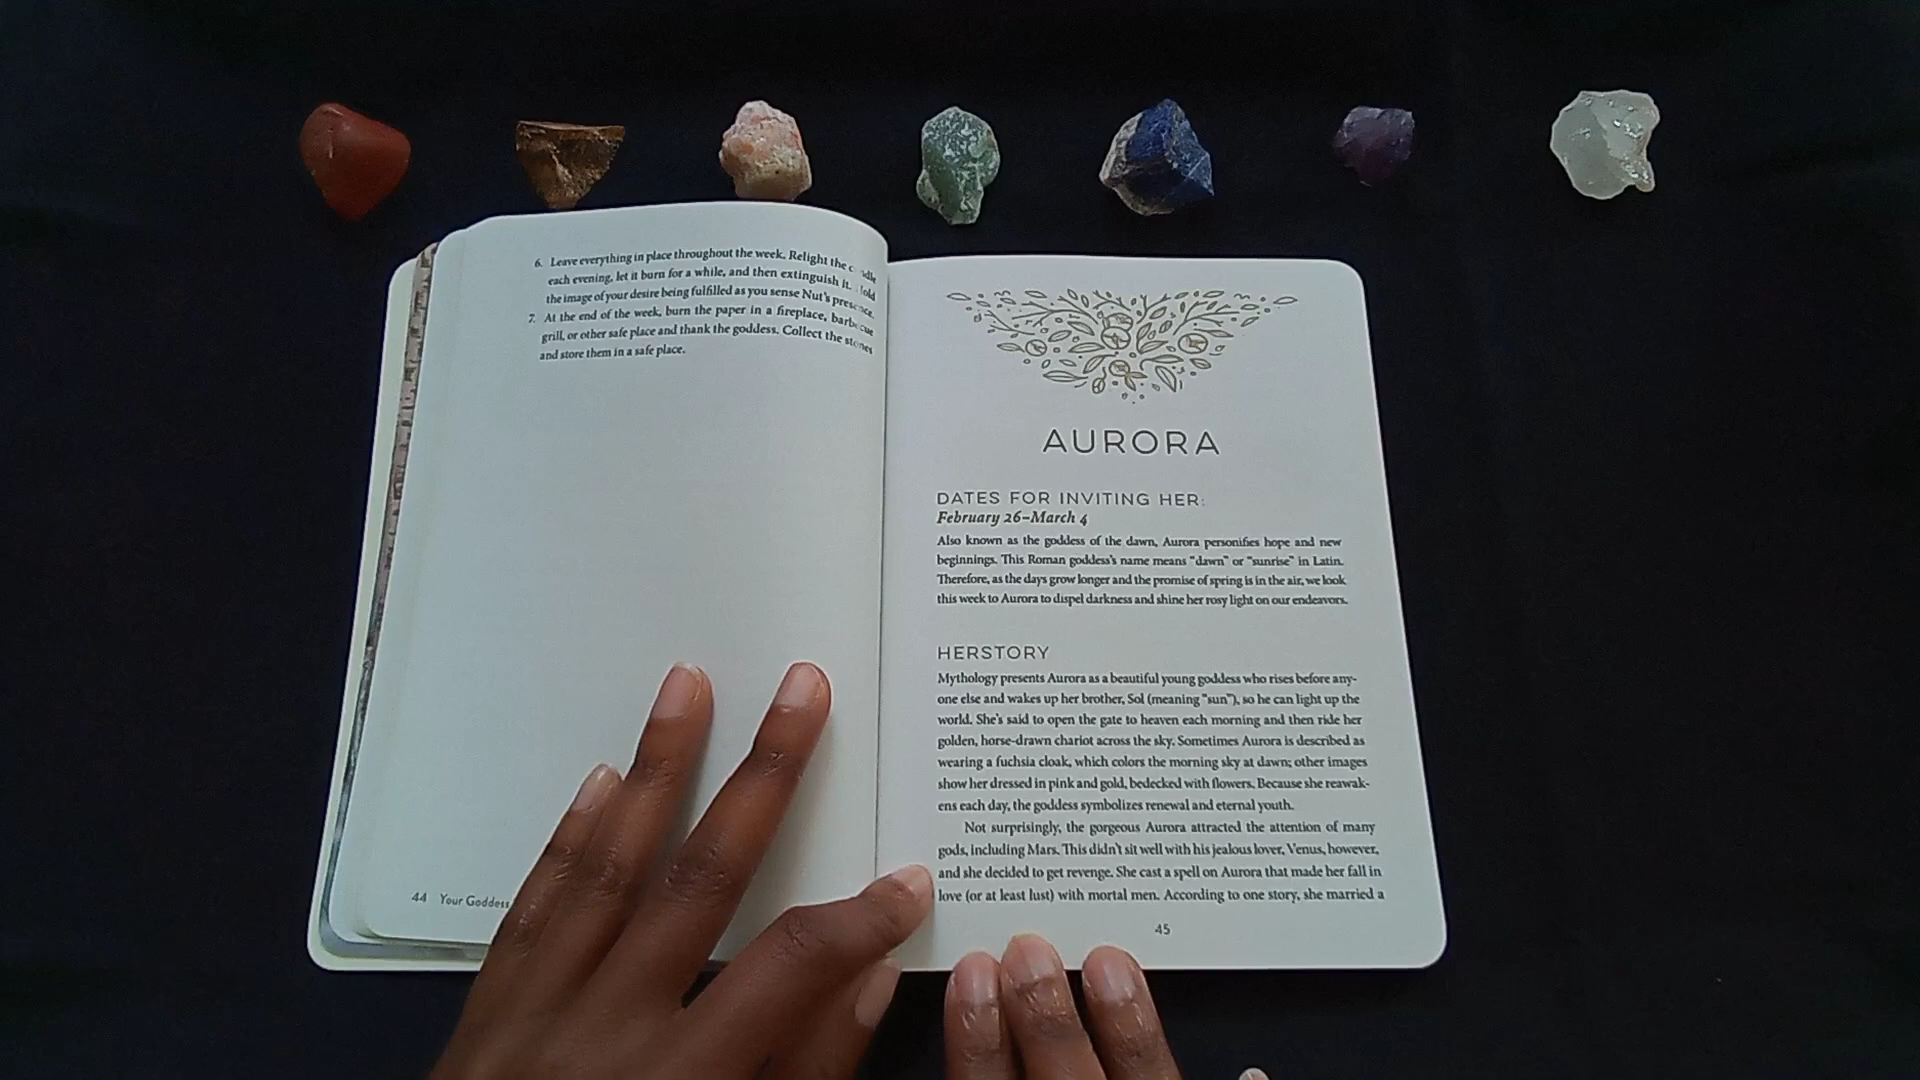 6. Leave everything in place throughout the week. Relight the
each evening, let it burn for a while, and then extinguish it.
the image of your desire being fulfilled as you sense Nut's
7. At the end of the week, burn the paper in a fireplace,
grill, or other safe place and thank the goddess. Collect the
and store them in a safe place.
44 Your Goddess
AURORA
DATES FOR INVITING HER:
February 26–March 4
Also known as the goddess of the dawn, Aurora personifies hope and new
beginnings. This Roman goddess's name means “dawn” or “sunrise” in Latin.
Therefore, as the days grow longer and the promise of spring is in the air, we look
this week to Aurora to dispel darkness and shine her rosy light on our endeavors.
HERSTORY
Mythology presents Aurora as a beautiful young goddess who rises before any-
one else and wakes up her brother, Sol (meaning “sun”), so he can light up the
world. She's said to open the gate to heaven each morning and then ride her
golden, horse-drawn chariot across the sky. Sometimes Aurora is described as
wearing a fuchsia cloak, which colors the morning sky at dawn; other images
show her dressed in pink and gold, bedecked with flowers. Because she reawak-
ens each day, the goddess symbolizes renewal and eternal youth.
Not surprisingly, the gorgeous Aurora attracted the attention of many
gods, including Mars. This didn't sit well with his jealous lover, Venus, however,
and she decided to get revenge. She cast a spell on Aurora that made her fall in
love (or at least lust) with mortal men. According to one story, she married a
45